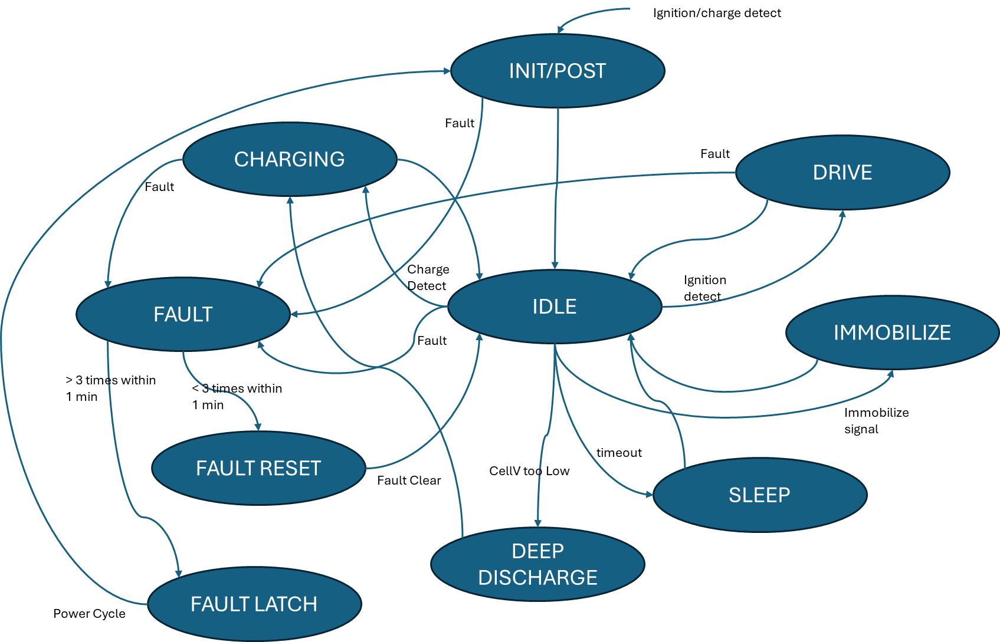 Ignition/charge detect
INIT/POST
Fault
CHARGING
Fault
DRIVE
Fault
Charge
Detect
Ignition
detect
IDLE
FAULT
IMMOBILIZE
Fault
> 3 times within
1 min
< 3 times within
1 min
Immobilize
signal
timeout
FAULT RESET
CellV too Low
Fault Clear
SLEEP
DEEP
DISCHARGE
FAULT LATCH
Power Cycle